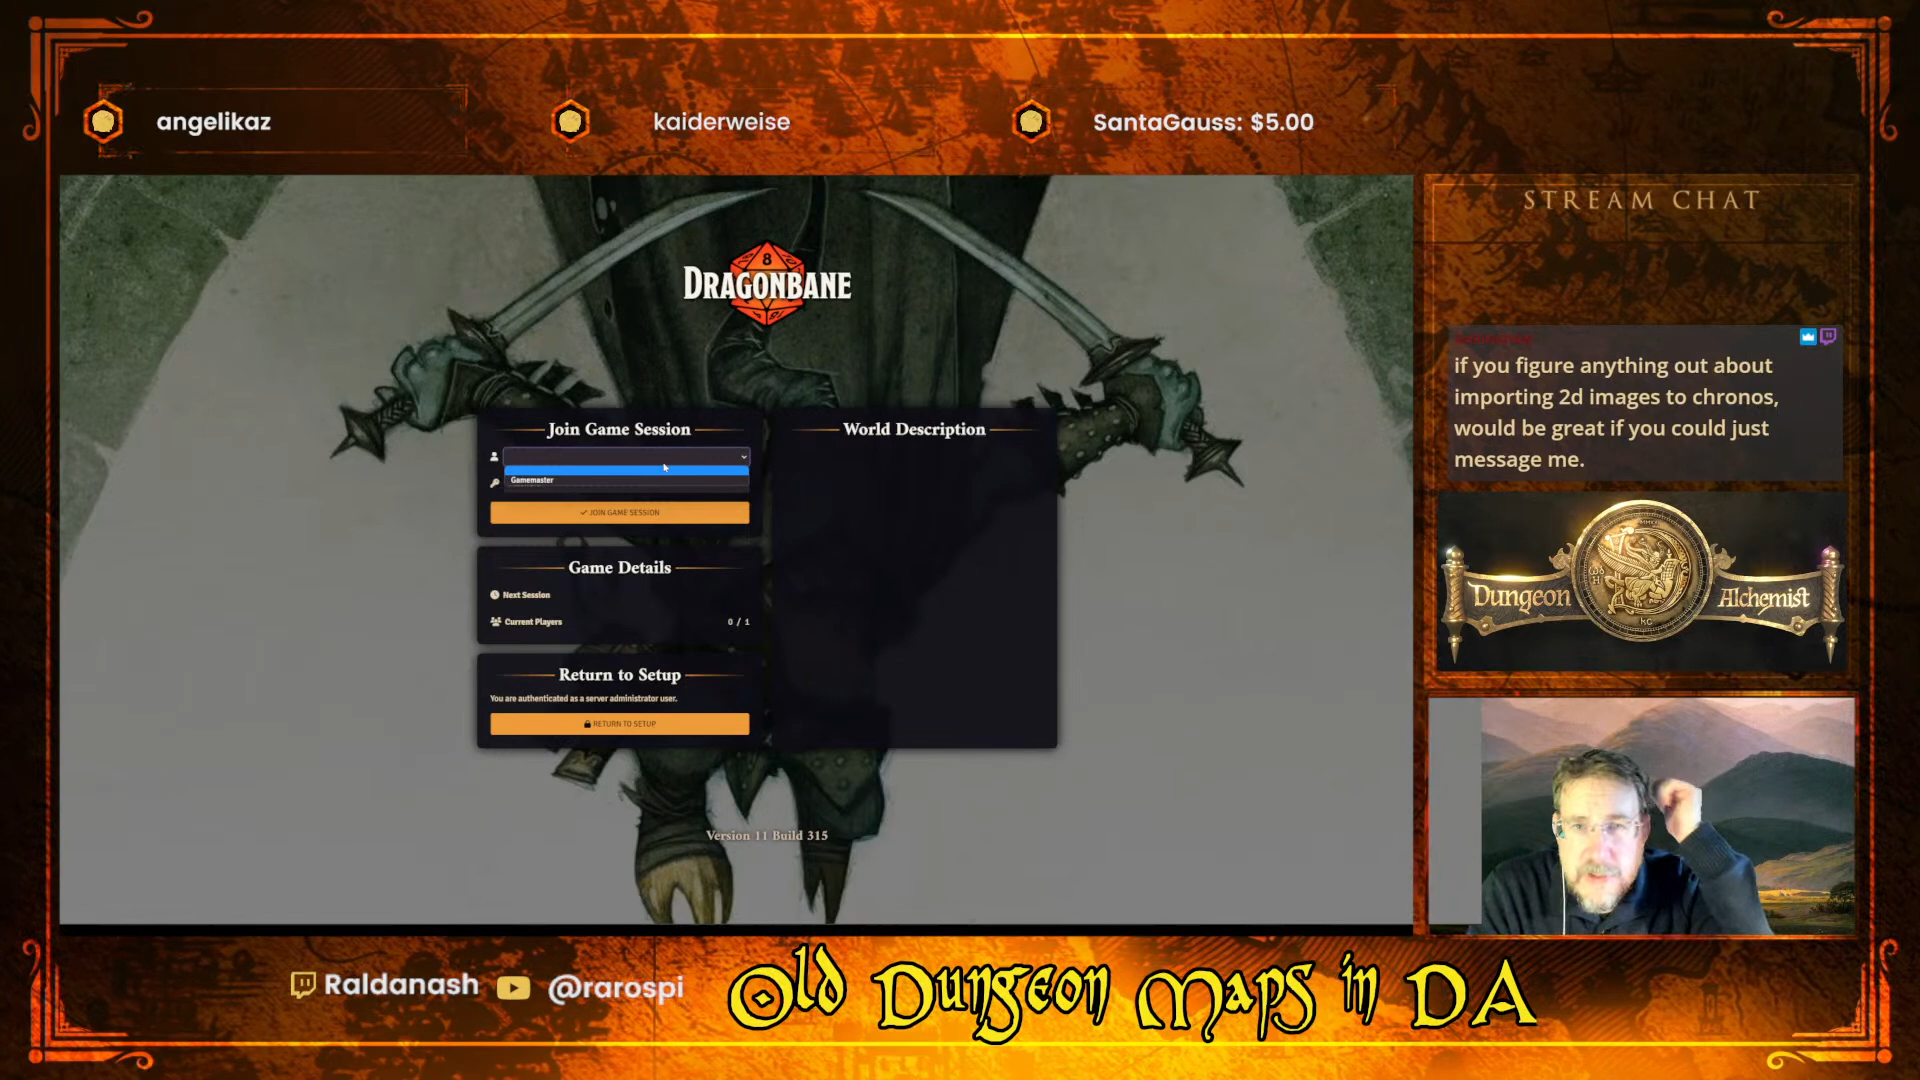 angelikaz
kaiderweise
SantaGauss: $5.00
STREAM CHAT
8
DRAGONBANE
if you figure anything out about
importing 2d images to chronos,
would be great if you could just
message me.
Join Game Session
World Description
Gamemaster
JOIN GAME SESSION
Dungeon
Alchemist
Game Details
Next Session
Current Players
0 / 1
Return to Setup
You are authenticated as a server administrator user.
RETURN TO SETUP
Version 11 Build 315
Raldanash
@rarospi
Old Dungeon Maps in DA